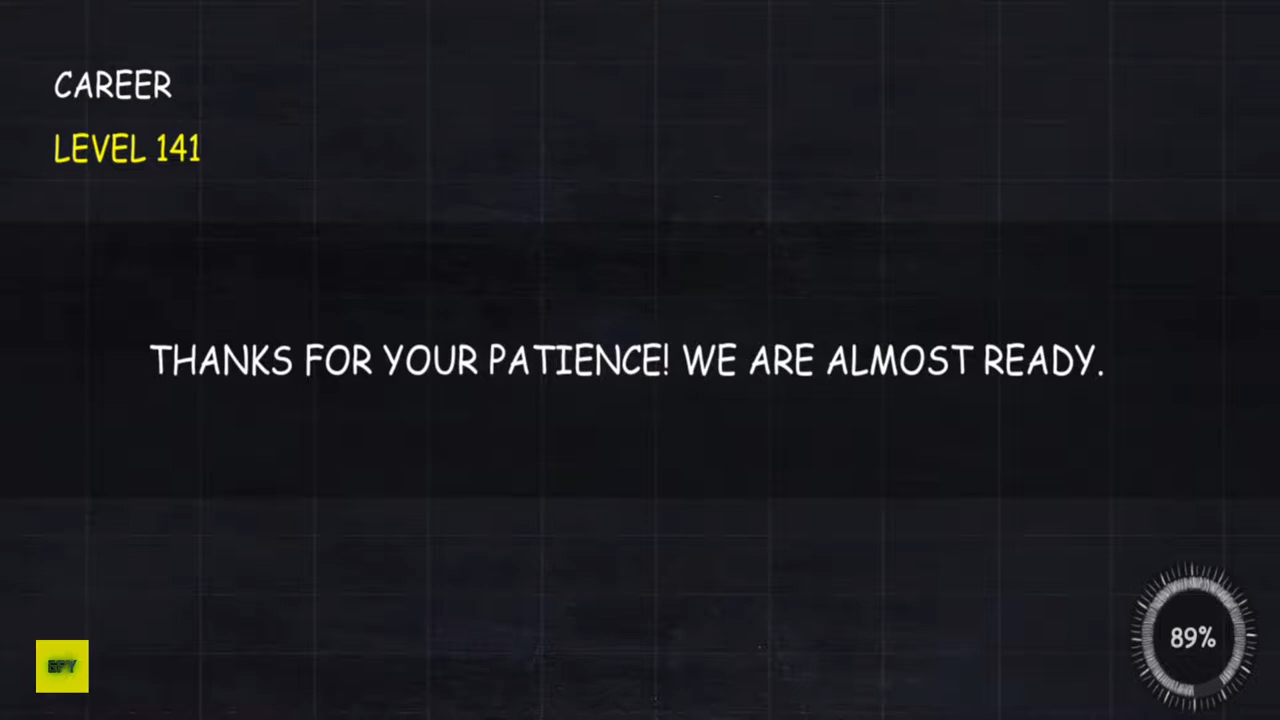 CAREER
LEVEL 141
THANKS FOR YOUR PATIENCE! WE ARE ALMOST READY.
89%